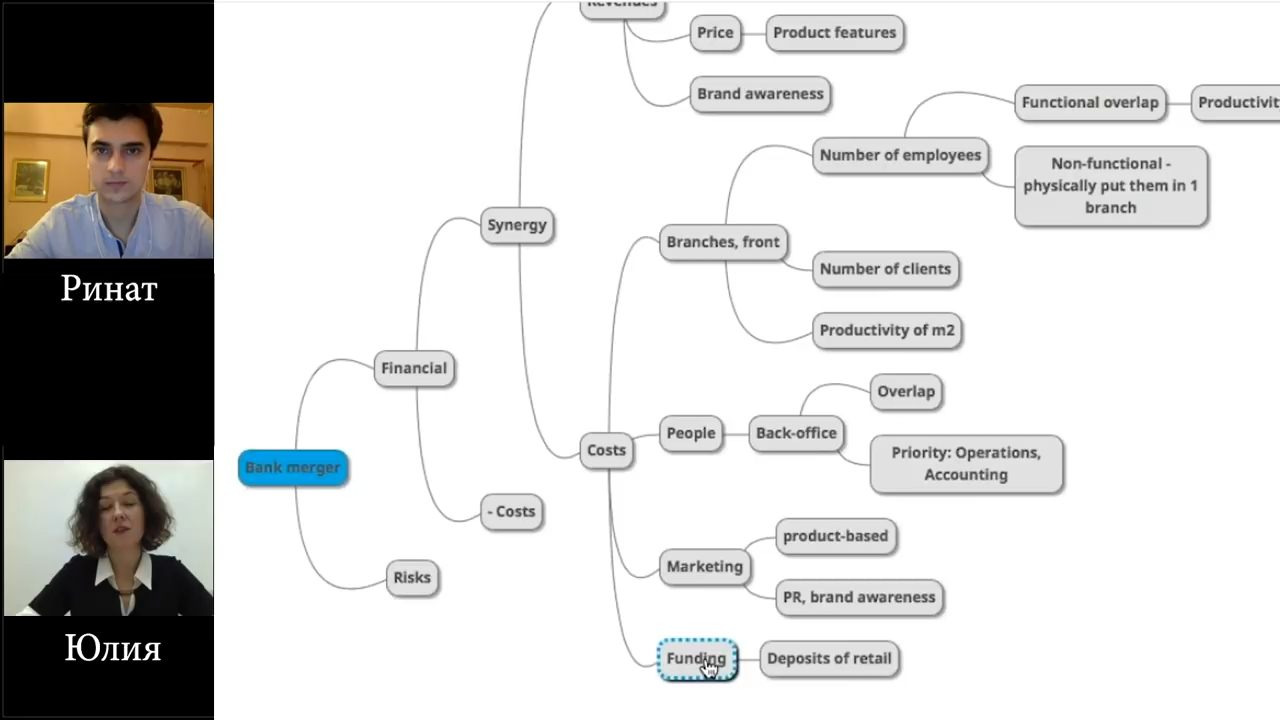 Revenues
Price
Product features
Brand awareness
Functional overlap
Number of employees
Non-functional -
physically put them in 1
branch
Synergy
Branches, front
Number of clients
Ринат
Productivity of m2
Financial
Overlap
People
Back-office
Costs
Priority: Operations,
Accounting
Bank merger
- Costs
product-based
Marketing
Risks
PR, brand awareness
Юлия
Funding
Deposits of retail